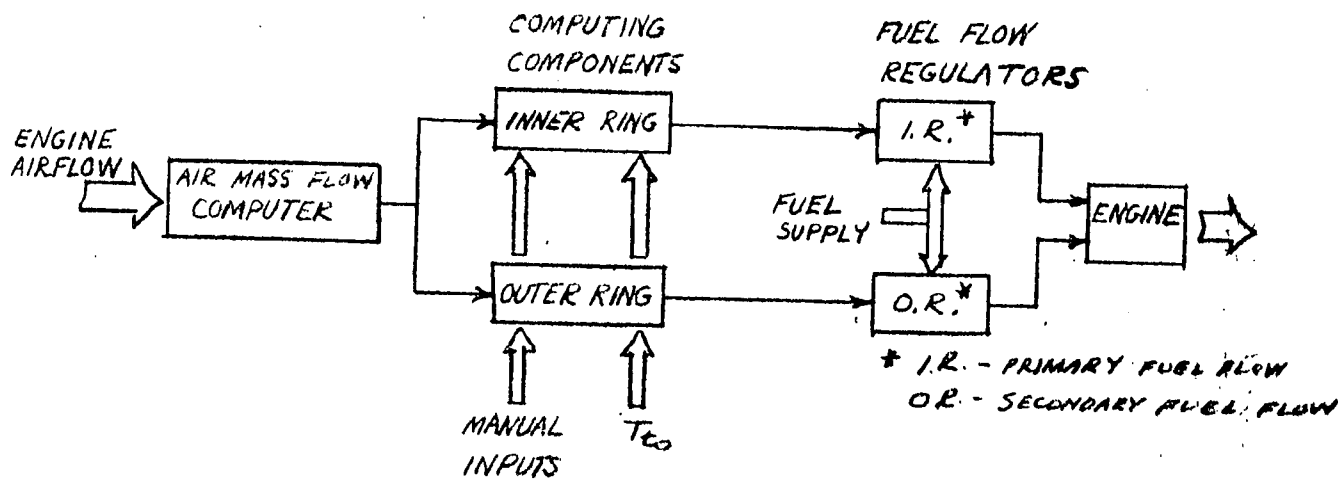 COMPUTING
COMPONENTS
FUEL FLOW
REGULATORS
ENGINE
AIRFLOW
AIR MASS FLOW
COMPUTER
INNER RING
I.R.*
FUEL
SUPPLY
ENGINE
OUTER RING
O.R.*
* I.R. - PRIMARY FUEL FLOW
O.R. - SECONDARY FUEL FLOW
MANUAL
INPUTS
Tto